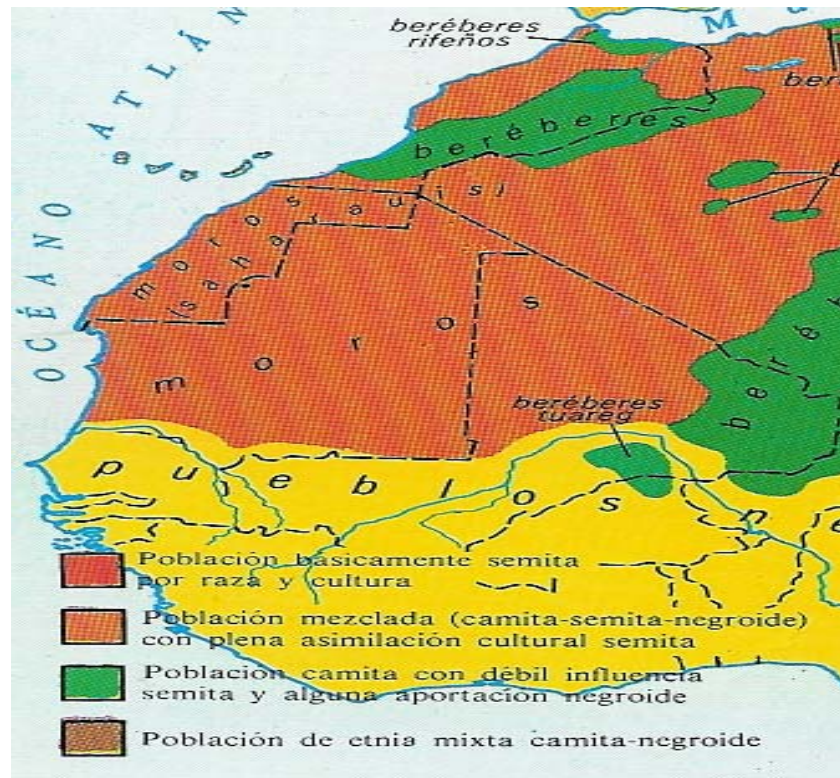 M
beréberes
rifeños
ber
OCÉANO ATLÁN
beréberes
moros
(saharauis)
moros
beréberes
tuareg
beré
pueblos ne
Población básicamente semita
por raza y cultura
Población mezclada (camita-semita-negroide)
con plena asimilación cultural semita
Población camita con débil influencia
semita y alguna aportación negroide
Población de etnia mixta camita-negroide